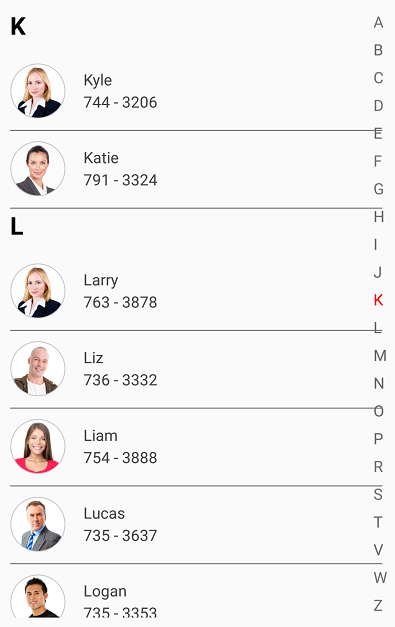 K
Kyle
744 - 3206
Katie
791 - 3324
L
Larry
763 - 3878
Liz
736 - 3332
Liam
754 - 3888
Lucas
735 - 3637
Logan
735 - 3353
A
B
C
D
E
F
G
H
I
J
K
L
M
N
O
P
R
S
T
V
W
Z